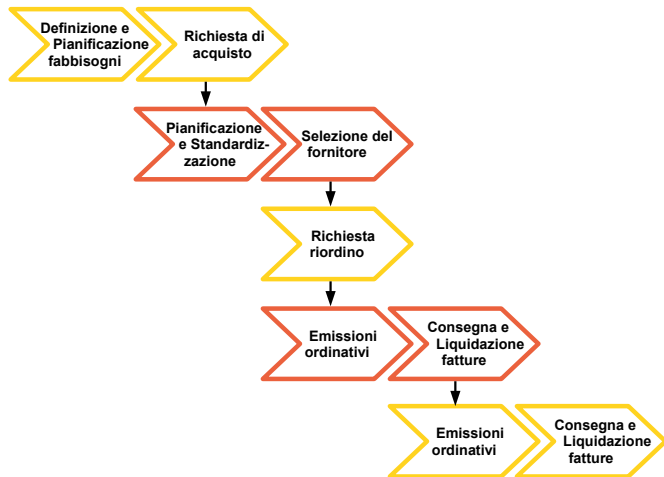 Definizione e
Pianificazione
fabbisogni
Richiesta di
acquisto
Pianificazione
e Standardiz-
zazione
Selezione del
fornitore
Richiesta
riordino
Emissioni
ordinativi
Consegna e
Liquidazione
fatture
Emissioni
ordinativi
Consegna e
Liquidazione
fatture